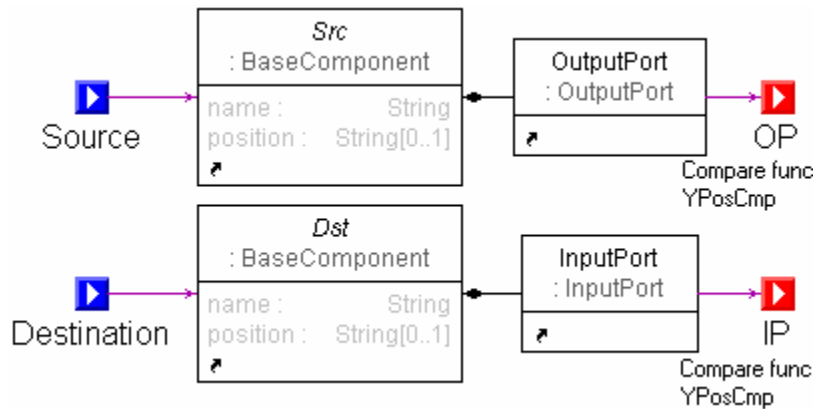 Src
: BaseComponent
name : String
position : String[0..1]
Source
OutputPort
: OutputPort
OP
Compare func
YPosCmp
Dst
: BaseComponent
name : String
position : String[0..1]
Destination
InputPort
: InputPort
IP
Compare func
YPosCmp